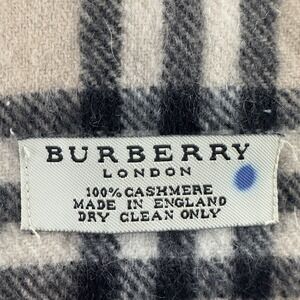 BURBERRY
LONDON
100% CASHMERE
MADE IN ENGLAND
DRY CLEAN ONLY